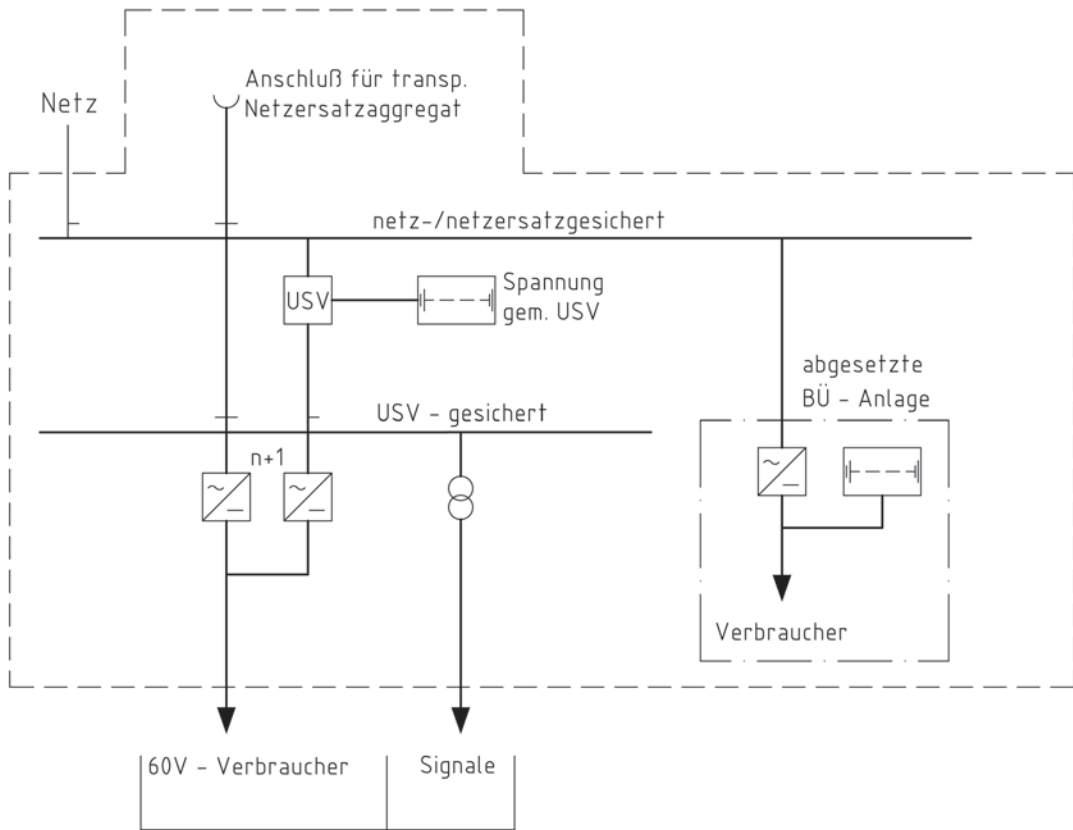 Anschluß für transp.
Netzersatzaggregat
Netz
netz-/netzersatzgesichert
USV
Spannung
gem. USV
abgesetzte
BÜ - Anlage
USV - gesichert
n+1
Verbraucher
60V - Verbraucher
Signale